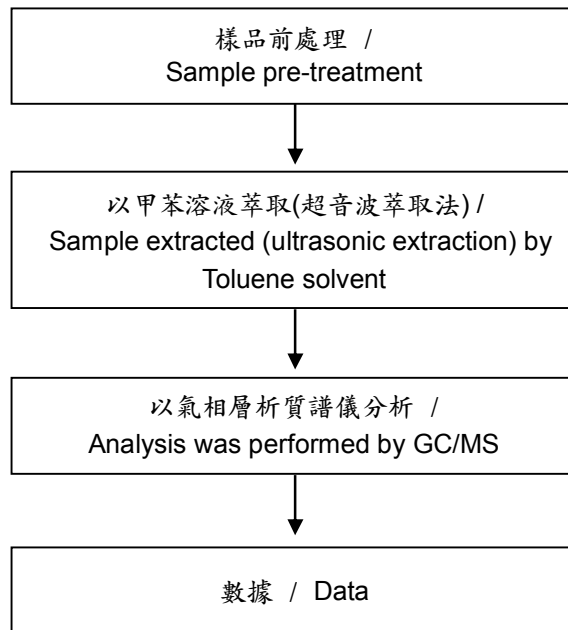 樣品前處理 /
Sample pre-treatment
以甲苯溶液萃取(超音波萃取法) /
Sample extracted (ultrasonic extraction) by
Toluene solvent
以氣相層析質譜儀分析 /
Analysis was performed by GC/MS
數據 / Data